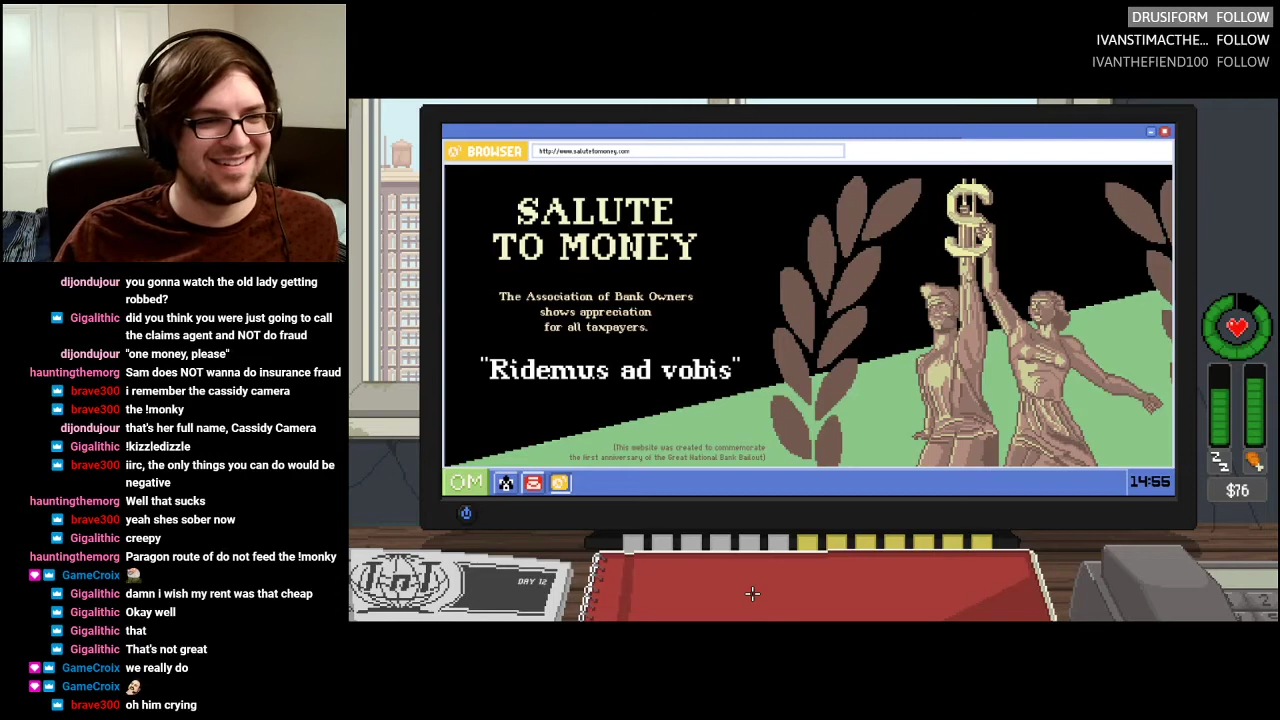 DRUSIFORM FOLLOW
IVANSTIMACTHE... FOLLOW
IVANTHEFIEND100 FOLLOW
BROWSER
http://www.salutetomoney.com
SALUTE
TO MONEY
The Association of Bank Owners
shows appreciation
for all taxpayers.
"Ridemus ad vobis"
(This website was created to commemorate
the first anniversary of the Great National Bank Bailout)
OM
14:55
$76
DAY 12
2
dijondujour you gonna watch the old lady getting
robbed?
Gigalithic did you think you were just going to call
the claims agent and NOT do fraud
dijondujour "one money, please"
hauntingthemorg Sam does NOT wanna do insurance fraud
brave300 i remember the cassidy camera
brave300 the !monky
dijondujour that's her full name, Cassidy Camera
Gigalithic !kizzledizzle
brave300 iirc, the only things you can do would be
negative
hauntingthemorg Well that sucks
brave300 yeah shes sober now
Gigalithic creepy
hauntingthemorg Paragon route of do not feed the !monky
GameCroix
Gigalithic damn i wish my rent was that cheap
Gigalithic Okay well
Gigalithic that
Gigalithic That's not great
GameCroix we really do
GameCroix
brave300 oh him crying